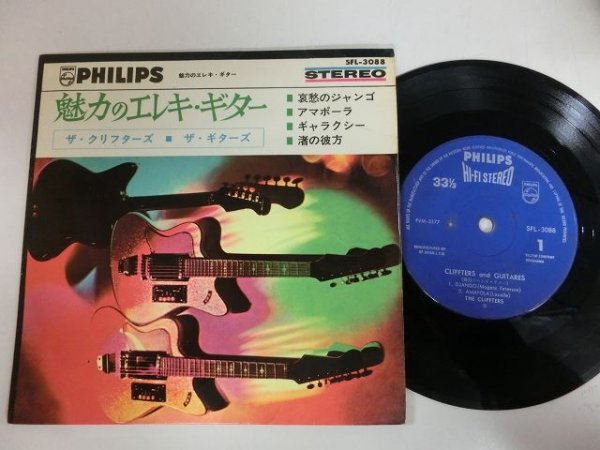 PHILIPS
魅力のエレキ・ギター
SFL-3088
STEREO
魅力のエレキ・ギター
ザ・クリフターズ ■ ザ・ギターズ
■ 哀愁のジャンゴ
■ アマポーラ
■ ギャラクシー
■ 渚の彼方
PHILIPS
33⅓
HI-FI STEREO
SFL-3088
1
CLIFFTERS and GUITARES
THE CLIFFTERS